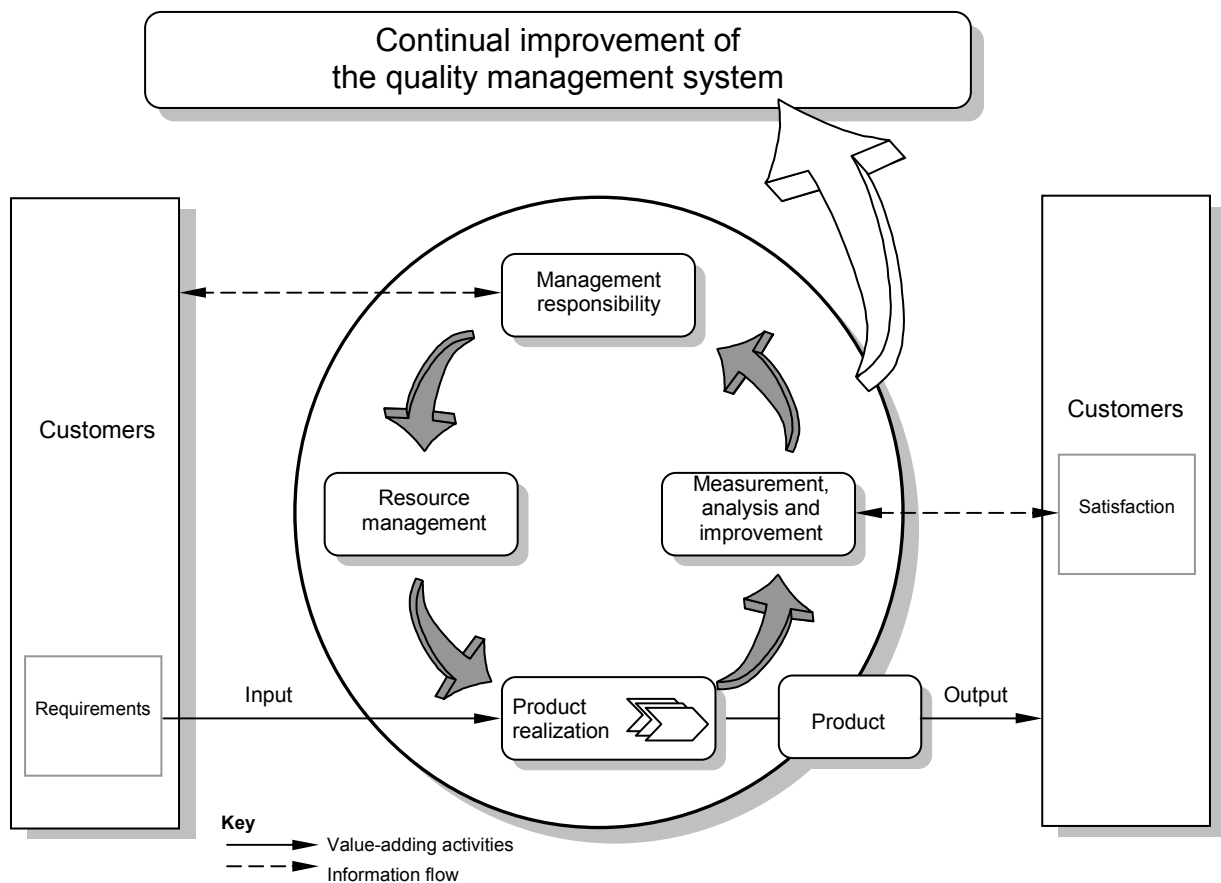 Continual improvement of
the quality management system
Management
responsibility
Customers
Customers
Resource
management
Measurement,
analysis and
improvement
Satisfaction
Requirements
Input
Product
realization
Product
Output
Key
Value-adding activities
Information flow